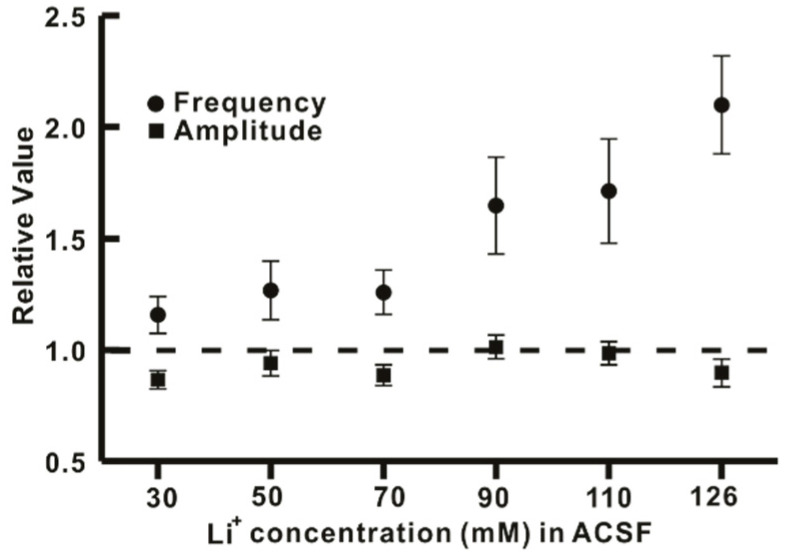 2.5
2.0
1.5
1.0
0.5
Relative Value
Frequency
Amplitude
30 50 70 90 110 126
Li⁺ concentration (mM) in ACSF